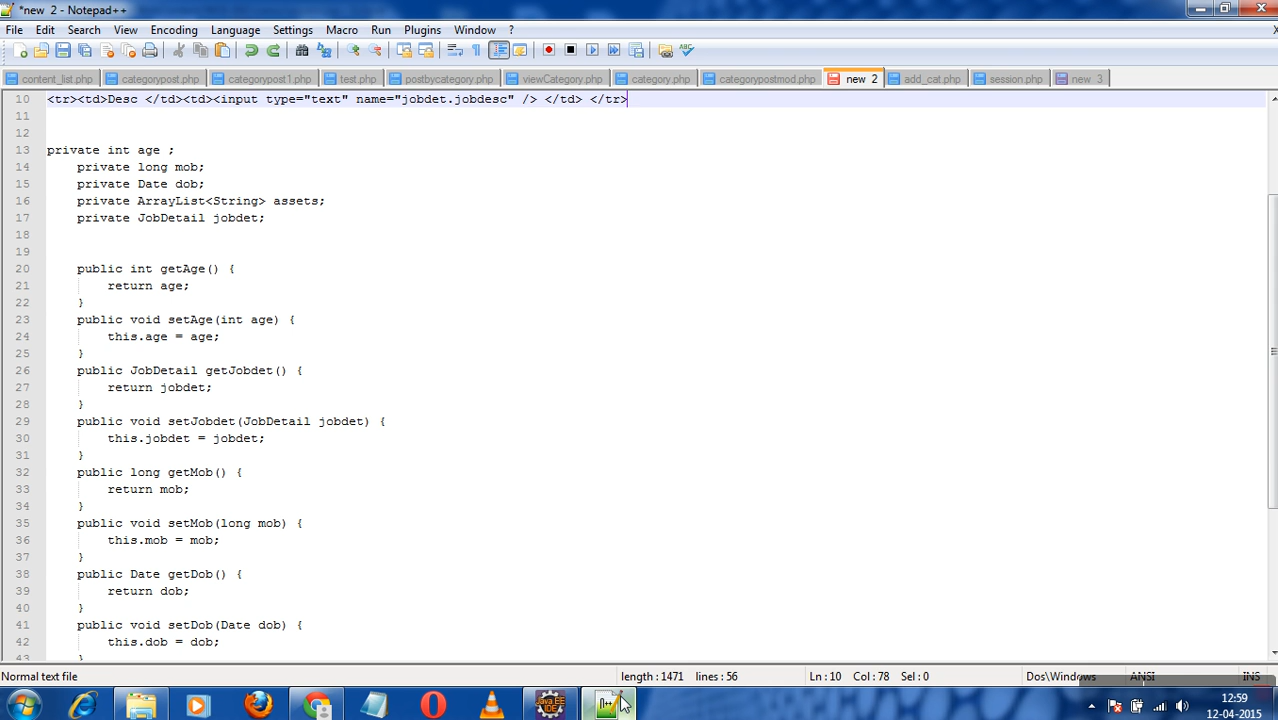 *new  2 - Notepad++
File Edit Search View Encoding Language Settings Macro Run Plugins Window ? X
content_list.php categorypost.php categorypost1.php test.php postbycategory.php viewCategory.php category.php categorypostmod.php new  2 add_cat.php session.php new  3
10 <tr><td>Desc </td><td><input type="text" name="jobdet.jobdesc" /> </td> </tr>
11
12
13 private int age ;
14 private long mob;
15 private Date dob;
16 private ArrayList<String> assets;
17 private JobDetail jobdet;
18
19
20 public int getAge() {
21 return age;
22 }
23 public void setAge(int age) {
24 this.age = age;
25 }
26 public JobDetail getJobdet() {
27 return jobdet;
28 }
29 public void setJobdet(JobDetail jobdet) {
30 this.jobdet = jobdet;
31 }
32 public long getMob() {
33 return mob;
34 }
35 public void setMob(long mob) {
36 this.mob = mob;
37 }
38 public Date getDob() {
39 return dob;
40 }
41 public void setDob(Date dob) {
42 this.dob = dob;
43 }
Normal text file length : 1471 lines : 56 Ln : 10 Col : 78 Sel : 0 Dos\Windows ANSI INS
Java EE
IDE
12:59
12-04-2015